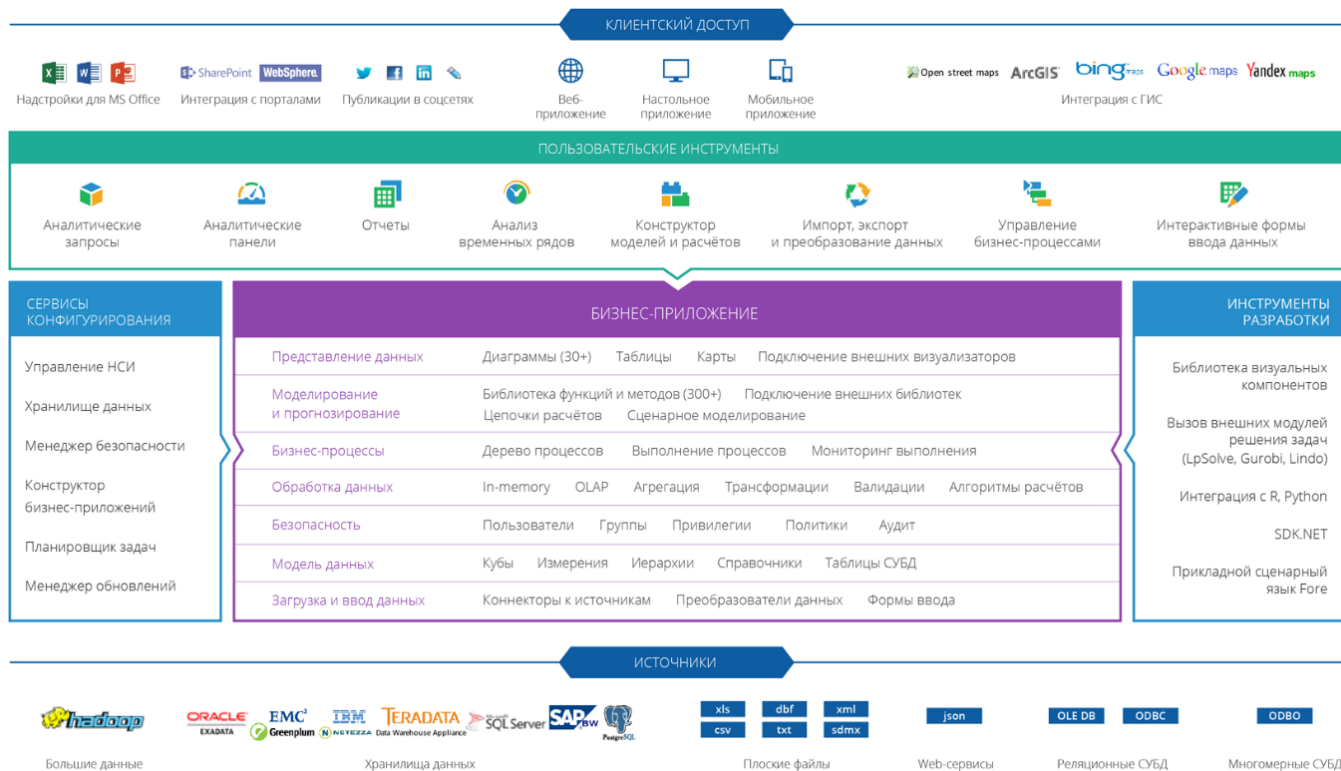 КЛИЕНТСКИЙ ДОСТУП
SharePoint WebSphere Open street maps ArcGIS bing maps Google maps Yandex maps
Надстройки для MS Office Интеграция с порталами Публикации в соцсетях Веб-приложение Настольное приложение Мобильное приложение Интеграция с ГИС
ПОЛЬЗОВАТЕЛЬСКИЕ ИНСТРУМЕНТЫ
Аналитические
запросы
Аналитические
панели
Отчеты
Анализ
временных рядов
Конструктор
моделей и расчётов
Импорт, экспорт
и преобразование данных
Управление
бизнес-процессами
Интерактивные формы
ввода данных
СЕРВИСЫ
КОНФИГУРИРОВАНИЯ
Управление НСИ
Хранилище данных
Менеджер безопасности
Конструктор
бизнес-приложений
Планировщик задач
Менеджер обновлений
БИЗНЕС-ПРИЛОЖЕНИЕ
Представление данных Диаграммы (30+) Таблицы Карты Подключение внешних визуализаторов
Моделирование
и прогнозирование
Библиотека функций и методов (300+) Подключение внешних библиотек
Цепочки расчётов Сценарное моделирование
Бизнес-процессы Дерево процессов Выполнение процессов Мониторинг выполнения
Обработка данных In-memory OLAP Агрегация Трансформации Валидации Алгоритмы расчётов
Безопасность Пользователи Группы Привилегии Политики Аудит
Модель данных Кубы Измерения Иерархии Справочники Таблицы СУБД
Загрузка и ввод данных Коннекторы к источникам Преобразователи данных Формы ввода
ИНСТРУМЕНТЫ
РАЗРАБОТКИ
Библиотека визуальных
компонентов
Вызов внешних модулей
решения задач
(LpSolve, Gurobi, Lindo)
Интеграция с R, Python
SDK.NET
Прикладной сценарный
язык Fore
ИСТОЧНИКИ
hadoop
ORACLE
EXADATA
EMC²
Greenplum
IBM
NETEZZA
TERADATA
Data Warehouse Appliance
SQL Server
SAP BW
PostgreSQL
xls dbf xml
csv txt sdmx
json
OLE DB ODBC
ODBO
Большие данные Хранилища данных Плоские файлы Web-сервисы Реляционные СУБД Многомерные СУБД